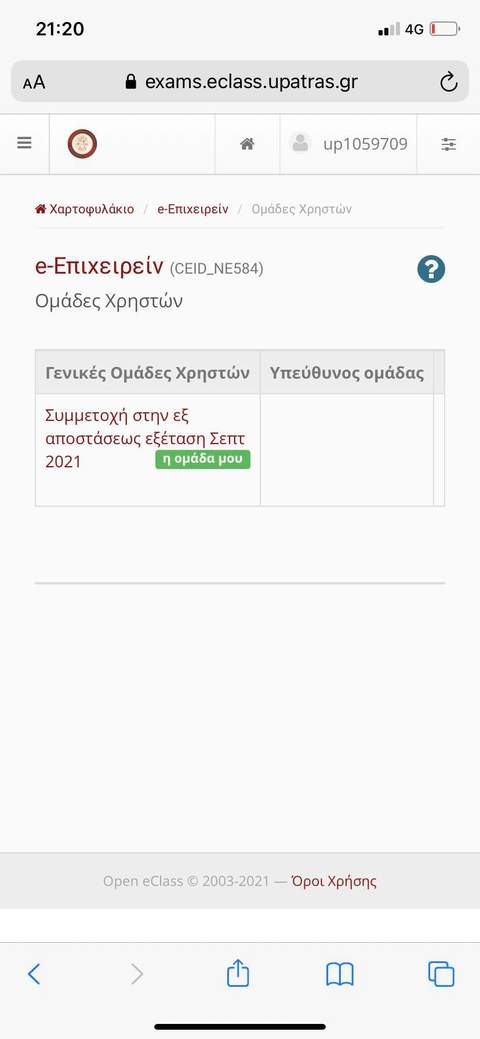 21:20
4G
AA
exams.eclass.upatras.gr
up1059709
Χαρτοφυλάκιο / e-Επιχειρείν / Ομάδες Χρηστών
e-Επιχειρείν (CEID_NE584)
?
Ομάδες Χρηστών
Γενικές Ομάδες Χρηστών
Υπεύθυνος ομάδας
Συμμετοχή στην εξ
αποστάσεως εξέταση Σεπτ
2021
η ομάδα μου
Open eClass © 2003-2021 — Όροι Χρήσης